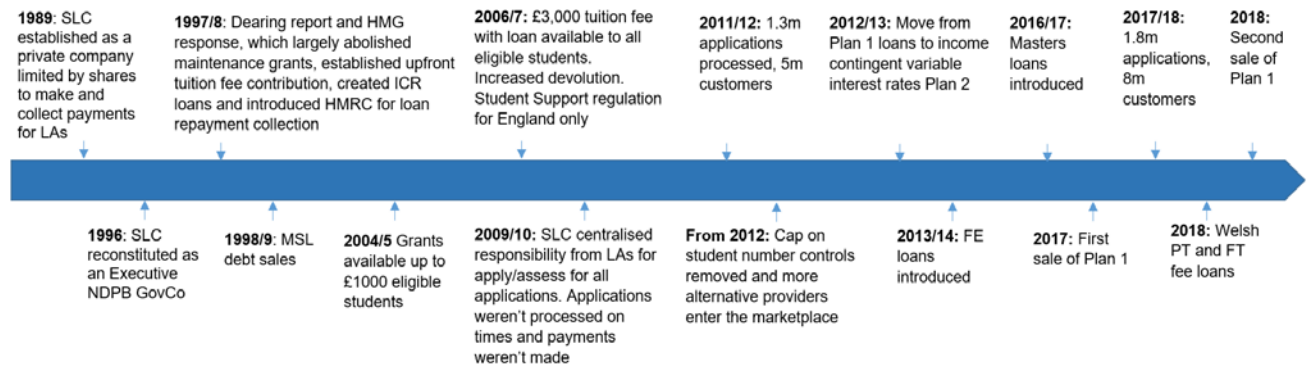 1989: SLC
established as a
private company
limited by shares
to make and
collect payments
for LAs
1997/8: Dearing report and HMG
response, which largely abolished
maintenance grants, established upfront
tuition fee contribution, created ICR
loans and introduced HMRC for loan
repayment collection
2006/7: £3,000 tuition fee
with loan available to all
eligible students.
Increased devolution.
Student Support regulation
for England only
2011/12: 1.3m
applications
processed, 5m
customers
2012/13: Move from
Plan 1 loans to income
contingent variable
interest rates Plan 2
2016/17:
Masters
loans
introduced
2017/18:
1.8m
applications,
8m
customers
2018:
Second
sale of
Plan 1
1996: SLC
reconstituted as
an Executive
NDPB GovCo
1998/9: MSL
debt sales
2004/5 Grants
available up to
£1000 eligible
students
2009/10: SLC centralised
responsibility from LAs for
apply/assess for all
applications. Applications
weren't processed on
times and payments
weren't made
From 2012: Cap on
student number controls
removed and more
alternative providers
enter the marketplace
2013/14: FE
loans
introduced
2017: First
sale of Plan 1
2018: Welsh
PT and FT
fee loans